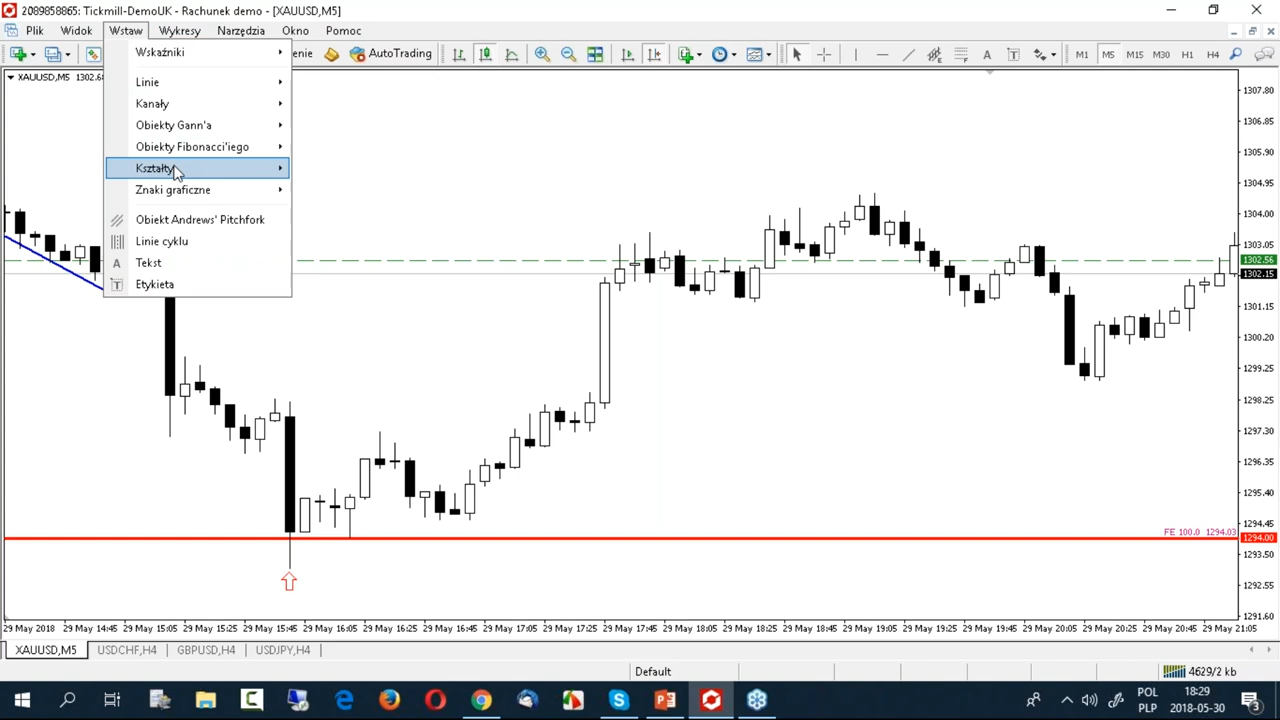 2089858865: Tickmill-DemoUK - Rachunek demo - [XAUUSD,M5]
Plik Widok Wstaw Wykresy Narzędzia Okno Pomoc
AutoTrading
M1 M5 M15 M30 H1 H4
XAUUSD,M5 1302.6
Wskaźniki
Linie
Kanały
Obiekty Gann'a
Obiekty Fibonacci'iego
Kształty
Znaki graficzne
Obiekt Andrews' Pitchfork
Linie cyklu
Tekst
Etykieta
1307.80
1306.85
1305.90
1304.95
1304.00
1303.05
1302.56
1302.15
1301.15
1300.20
1299.25
1298.25
1297.30
1296.35
1295.40
1294.45
FE 100.0 1294.03
1294.00
1293.50
1292.55
1291.60
29 May 2018 29 May 14:45 29 May 15:05 29 May 15:25 29 May 15:45 29 May 16:05 29 May 16:25 29 May 16:45 29 May 17:05 29 May 17:25 29 May 17:45 29 May 18:05 29 May 18:25 29 May 18:45 29 May 19:05 29 May 19:25 29 May 19:45 29 May 20:05 29 May 20:25 29 May 20:45 29 May 21:05
XAUUSD,M5 USDCHF,H4 GBPUSD,H4 USDJPY,H4
Default 4629/2 kb
POL 18:29
PLP 2018-05-30
3